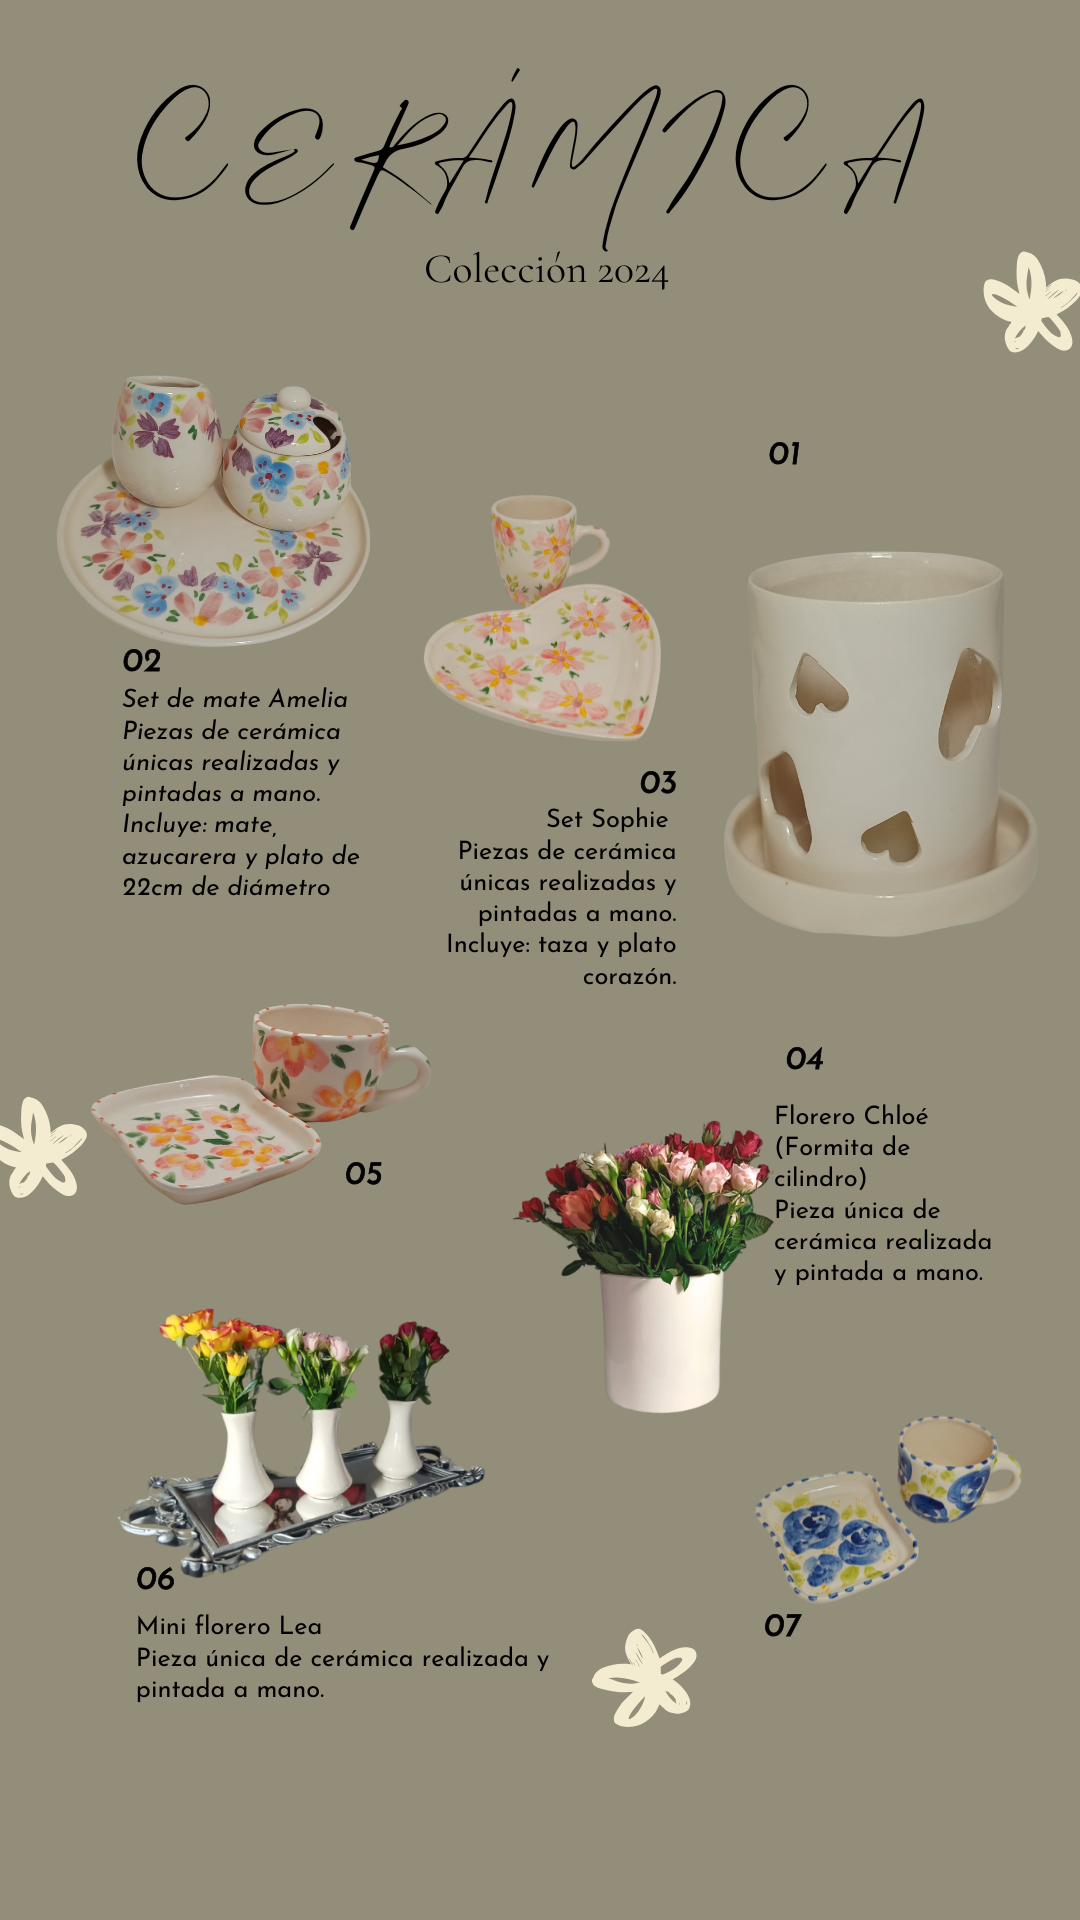 CERÁMICA
Colección 2024
01
02
Set de mate Amelia
Piezas de cerámica
únicas realizadas y
pintadas a mano.
Incluye: mate,
azucarera y plato de
22cm de diámetro
03
Set Sophie
Piezas de cerámica
únicas realizadas y
pintadas a mano.
Incluye: taza y plato
corazón.
04
Florero Chloé
(Formita de
cilindro)
Pieza única de
cerámica realizada
y pintada a mano.
05
06
Mini florero Lea
Pieza única de cerámica realizada y
pintada a mano.
07